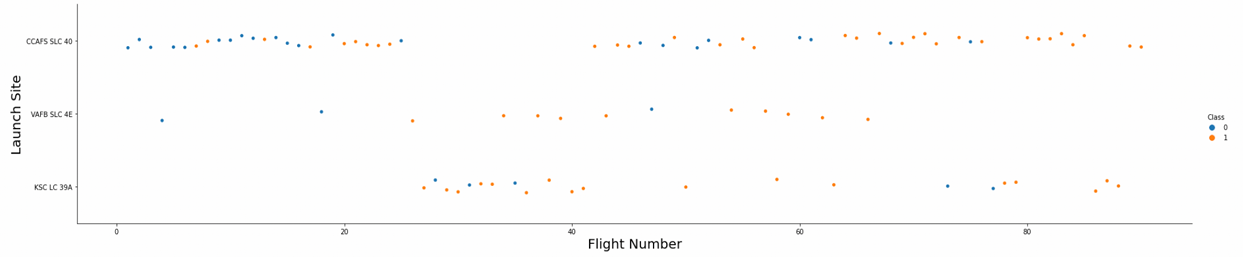 Launch Site
CCAFS SLC 40
VAFB SLC 4E
KSC LC 39A
0 20 40 60 80
Flight Number
Class
0
1